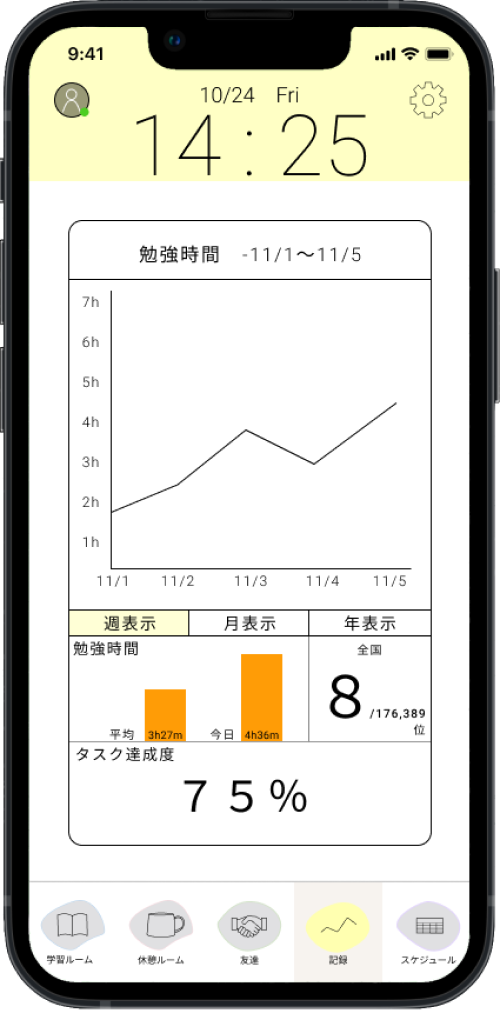 9:41
10/24 Fri
14:25
勉強時間 -11/1〜11/5
7h
6h
5h
4h
3h
2h
1h
11/1 11/2 11/3 11/4 11/5
週表示 月表示 年表示
勉強時間
平均 3h27m 今日 4h36m
全国
8 /176,389
位
タスク達成度
75%
学習ルーム 休憩ルーム 友達 記録 スケジュール